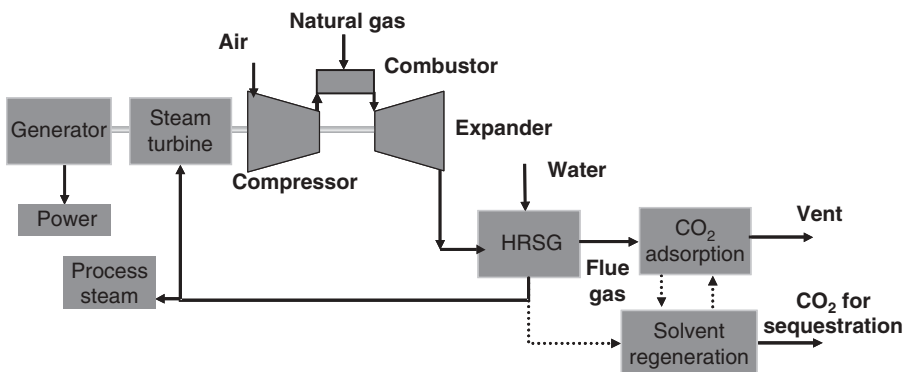 Natural gas
Air
Combustor
Generator
Steam
turbine
Expander
Compressor
Water
Power
HRSG
CO₂
adsorption
Vent
Process
steam
Flue
gas
CO₂ for
sequestration
Solvent
regeneration